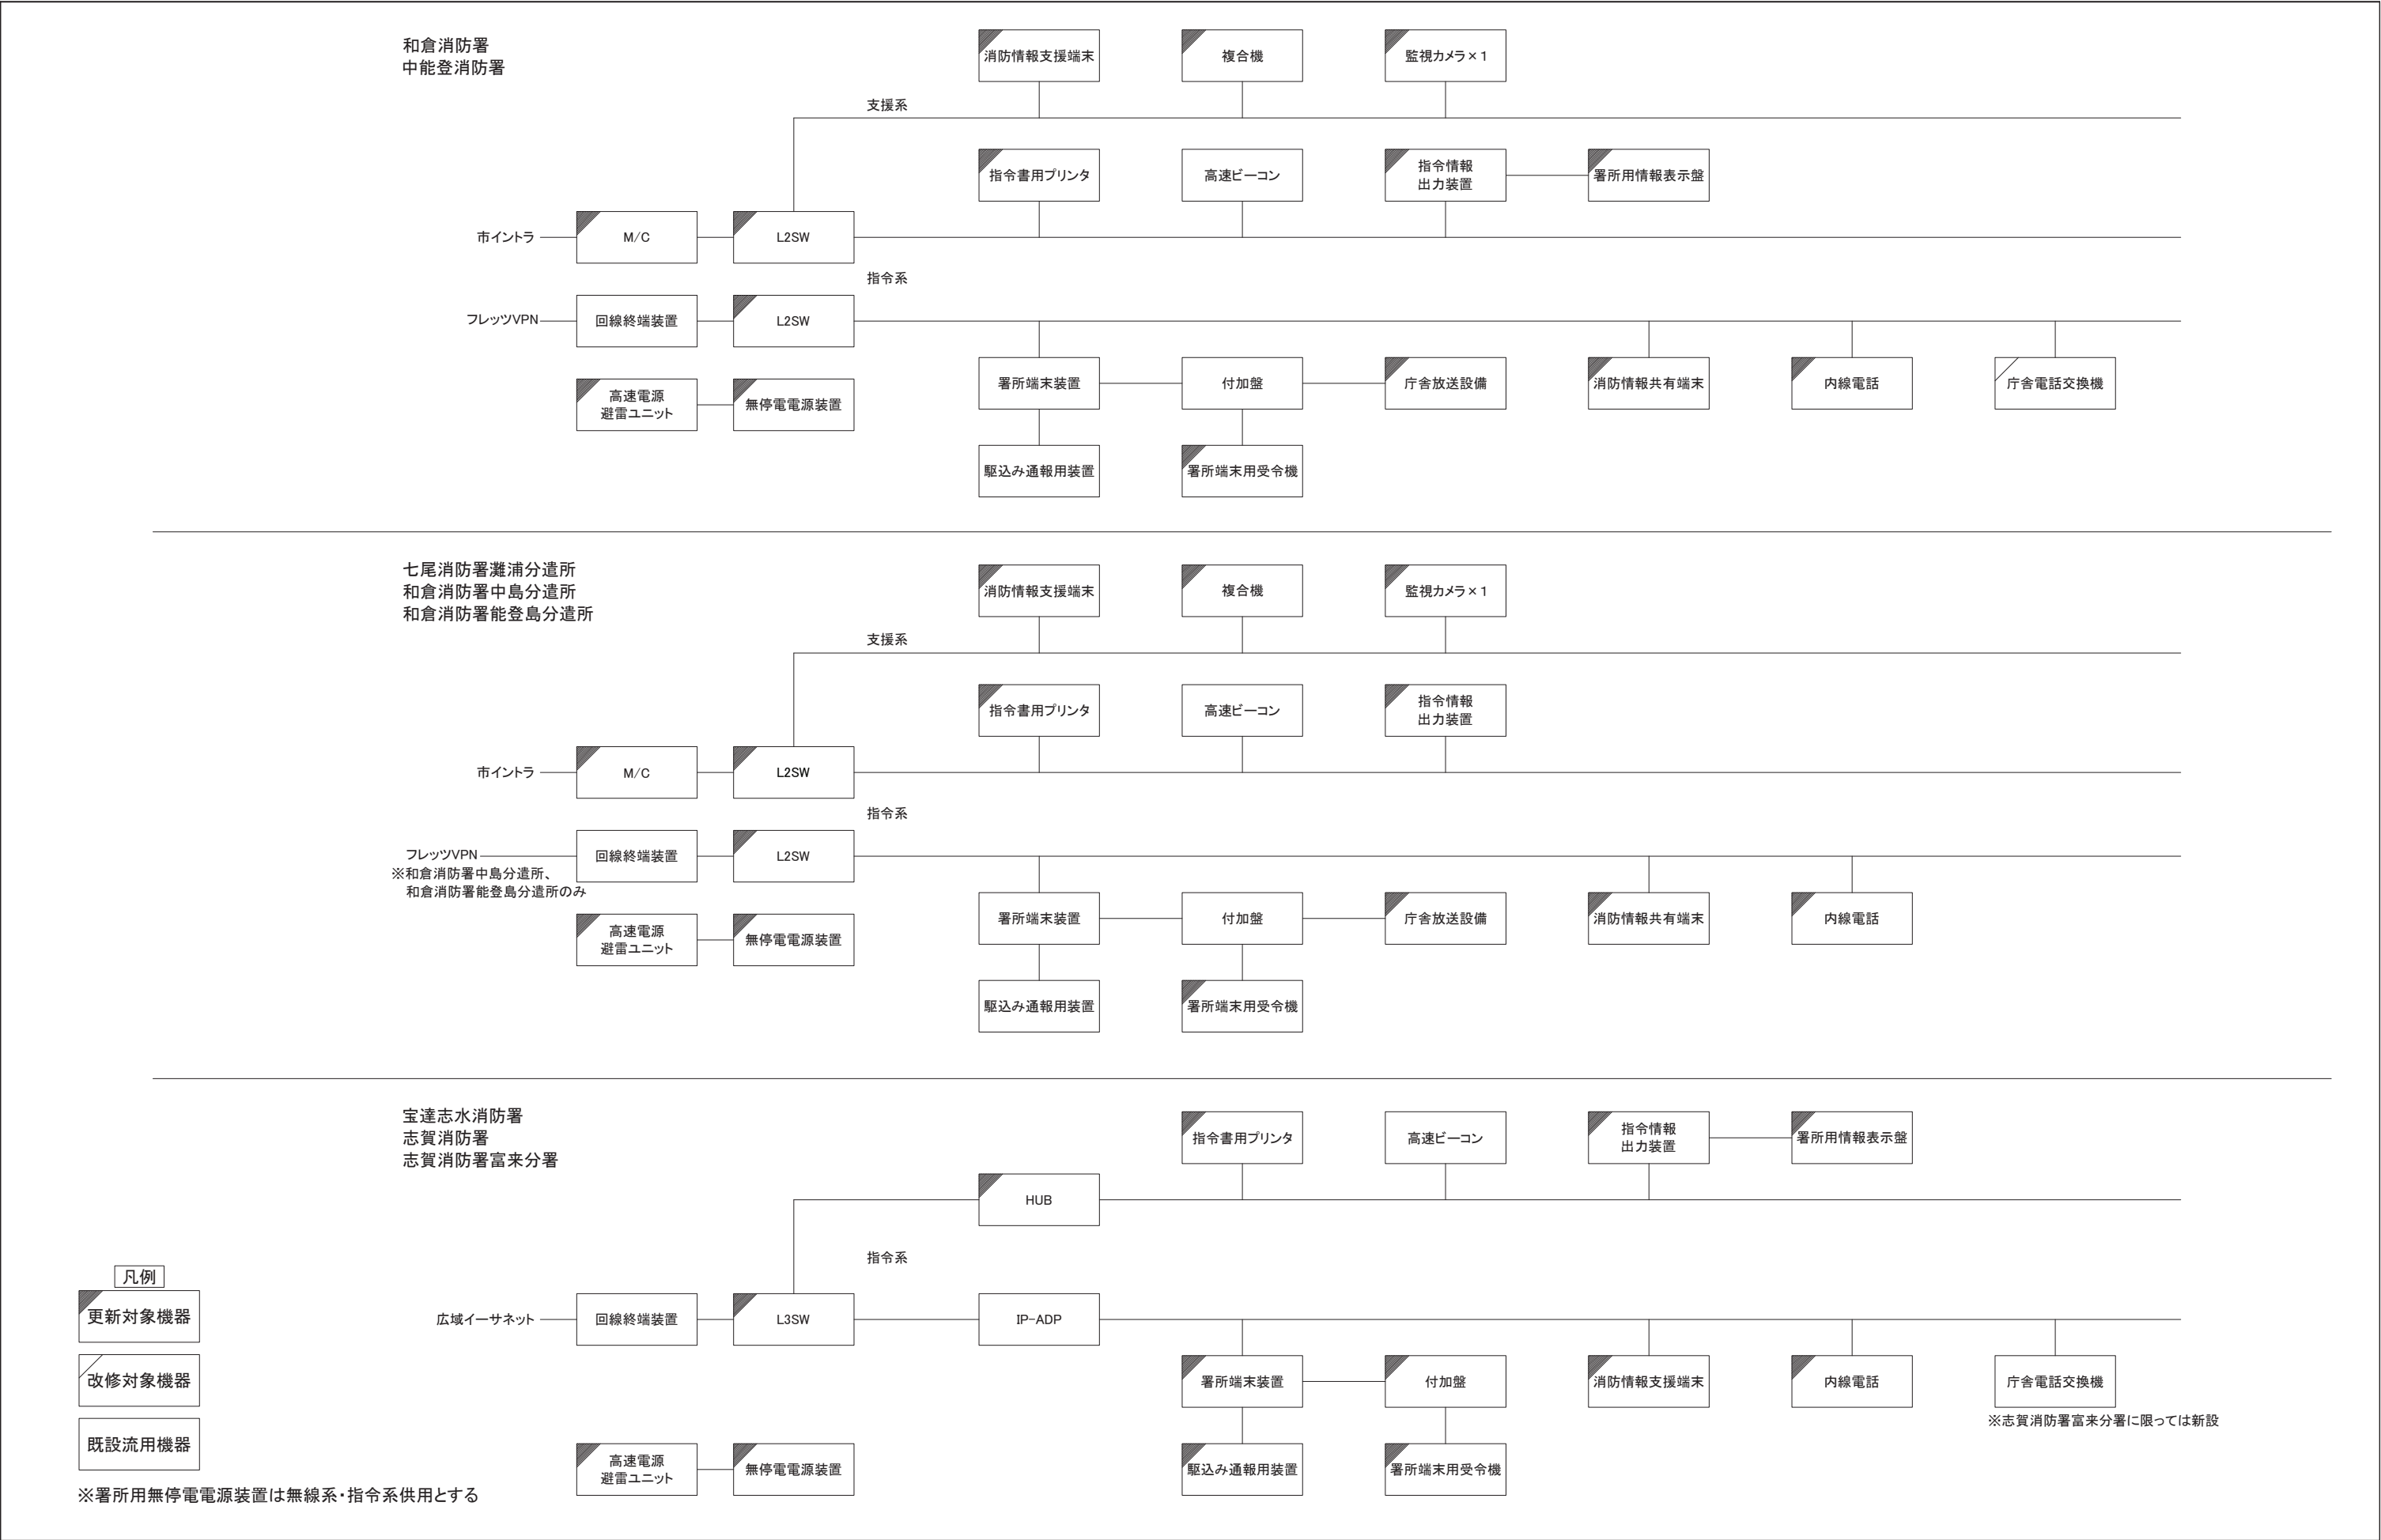 和倉消防署
中能登消防署
消防情報支援端末
複合機
監視カメラ×1
支援系
指令書用プリンタ
高速ビーコン
指令情報
出力装置
署所用情報表示盤
市イントラ
M/C
L2SW
指令系
フレッツVPN
回線終端装置
L2SW
署所端末装置
付加盤
庁舎放送設備
消防情報共有端末
内線電話
庁舎電話交換機
高速電源
避雷ユニット
無停電電源装置
駆込み通報用装置
署所端末用受令機
七尾消防署灘浦分遣所
和倉消防署中島分遣所
和倉消防署能登島分遣所
消防情報支援端末
複合機
監視カメラ×1
支援系
指令書用プリンタ
高速ビーコン
指令情報
出力装置
市イントラ
M/C
L2SW
指令系
フレッツVPN
※和倉消防署中島分遣所、
和倉消防署能登島分遣所のみ
回線終端装置
L2SW
署所端末装置
付加盤
庁舎放送設備
消防情報共有端末
内線電話
高速電源
避雷ユニット
無停電電源装置
駆込み通報用装置
署所端末用受令機
宝達志水消防署
志賀消防署
志賀消防署富来分署
指令書用プリンタ
高速ビーコン
指令情報
出力装置
署所用情報表示盤
HUB
指令系
広域イーサネット
回線終端装置
L3SW
IP-ADP
署所端末装置
付加盤
消防情報支援端末
内線電話
庁舎電話交換機
※志賀消防署富来分署に限っては新設
高速電源
避雷ユニット
無停電電源装置
駆込み通報用装置
署所端末用受令機
凡例
更新対象機器
改修対象機器
既設流用機器
※署所用無停電電源装置は無線系・指令系供用とする